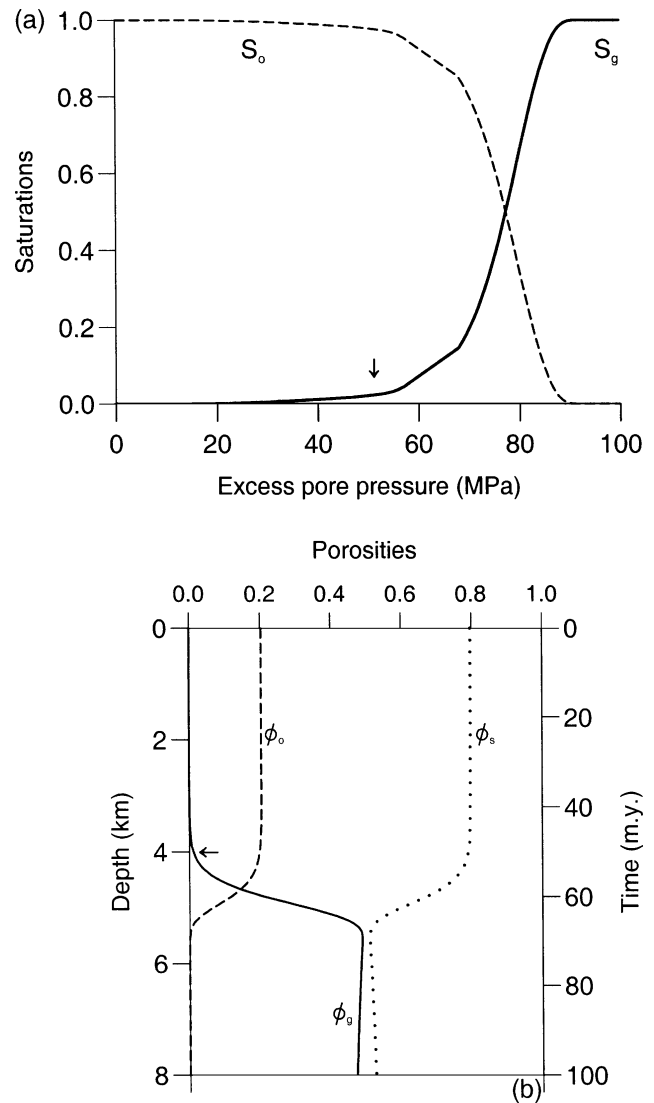 (a)
1.0
0.8
0.6
0.4
0.2
0.0
Saturations
So
Sg
0 20 40 60 80 100
Excess pore pressure (MPa)
Porosities
0.0 0.2 0.4 0.6 0.8 1.0
0
2
4
6
8
Depth (km)
ϕo
ϕs
ϕg
0
20
40
60
80
100
Time (m.y.)
(b)